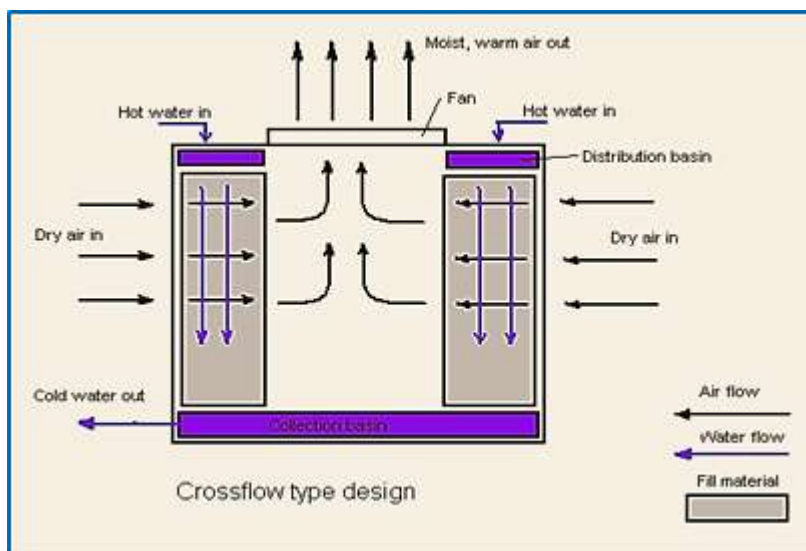 Moist, warm air out
Fan
Hot water in
Hot water in
Distribution basin
Dry air in
Dry air in
Cold water out
Collection basin
Air flow
Water flow
Fill material
Crossflow type design